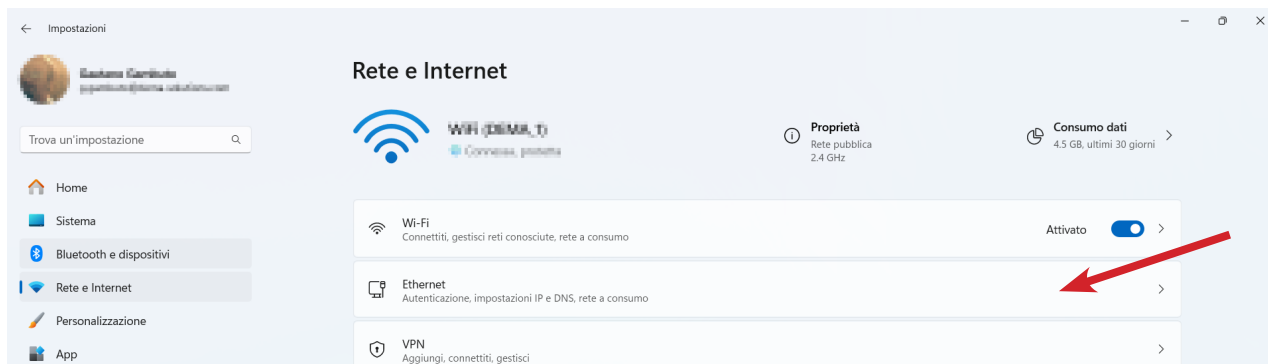 Impostazioni
Rete e Internet
Trova un'impostazione
Proprietà
Rete pubblica
2.4 GHz
Consumo dati
4.5 GB, ultimi 30 giorni
Home
Sistema
Bluetooth e dispositivi
Rete e Internet
Personalizzazione
App
Wi-Fi
Connettiti, gestisci reti conosciute, rete a consumo
Attivato
Ethernet
Autenticazione, impostazioni IP e DNS, rete a consumo
VPN
Aggiungi, connettiti, gestisci